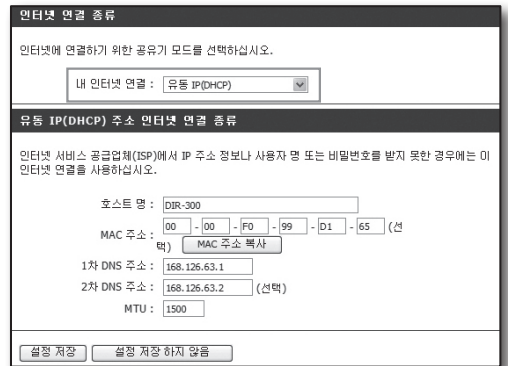 인터넷 연결 종류
인터넷에 연결하기 위한 공유기 모드를 선택하십시오.
내 인터넷 연결 : 유동 IP(DHCP)
유동 IP(DHCP) 주소 인터넷 연결 종류
인터넷 서비스 공급업체(ISP)에서 IP 주소 정보나 사용자 명 또는 비밀번호를 받지 못한 경우에는 이
인터넷 연결을 사용하십시오.
호스트 명 : DIR-300
MAC 주소 : 00 - 00 - F0 - 99 - D1 - 65 (선
택) MAC 주소 복사
1차 DNS 주소 : 168.126.63.1
2차 DNS 주소 : 168.126.63.2 (선택)
MTU : 1500
설정 저장 설정 저장 하지 않음